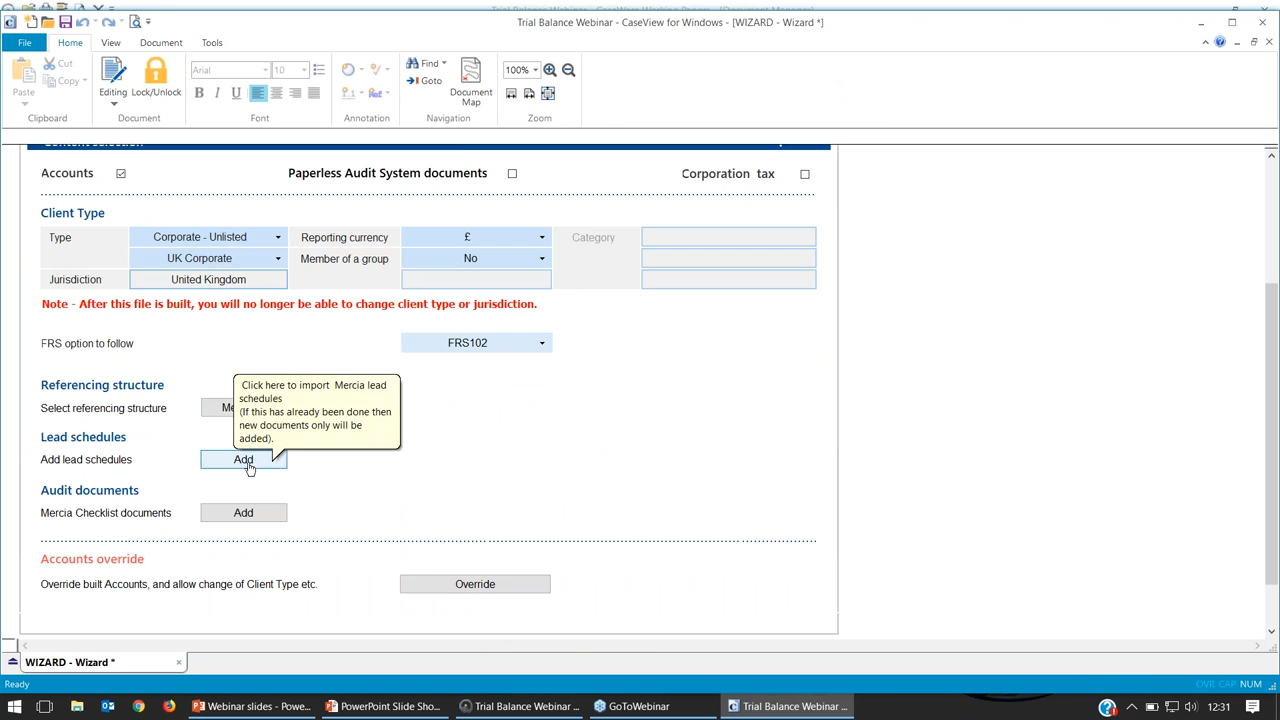 Trial Balance Webinar - CaseView for Windows - [WIZARD - Wizard *]
File Home View Document Tools
Paste
Cut
Copy
Clipboard
Editing
Lock/Unlock
Document
Arial 10
B I U
Font
Annotation
Find
Goto
Document Map
Navigation
100%
Zoom
Accounts Paperless Audit System documents Corporation tax
Client Type
Type Corporate - Unlisted Reporting currency £ Category
UK Corporate Member of a group No
Jurisdiction United Kingdom
Note - After this file is built, you will no longer be able to change client type or jurisdiction.
FRS option to follow FRS102
Referencing structure
Select referencing structure
Click here to import Mercia lead
schedules
(If this has already been done then
new documents only will be
added).
Lead schedules
Add lead schedules Add
Audit documents
Mercia Checklist documents Add
Accounts override
Override built Accounts, and allow change of Client Type etc. Override
WIZARD - Wizard *
Ready OVR CAP NUM
Webinar slides - Powe... PowerPoint Slide Sho... Trial Balance Webinar ... GoToWebinar Trial Balance Webinar ... 12:31